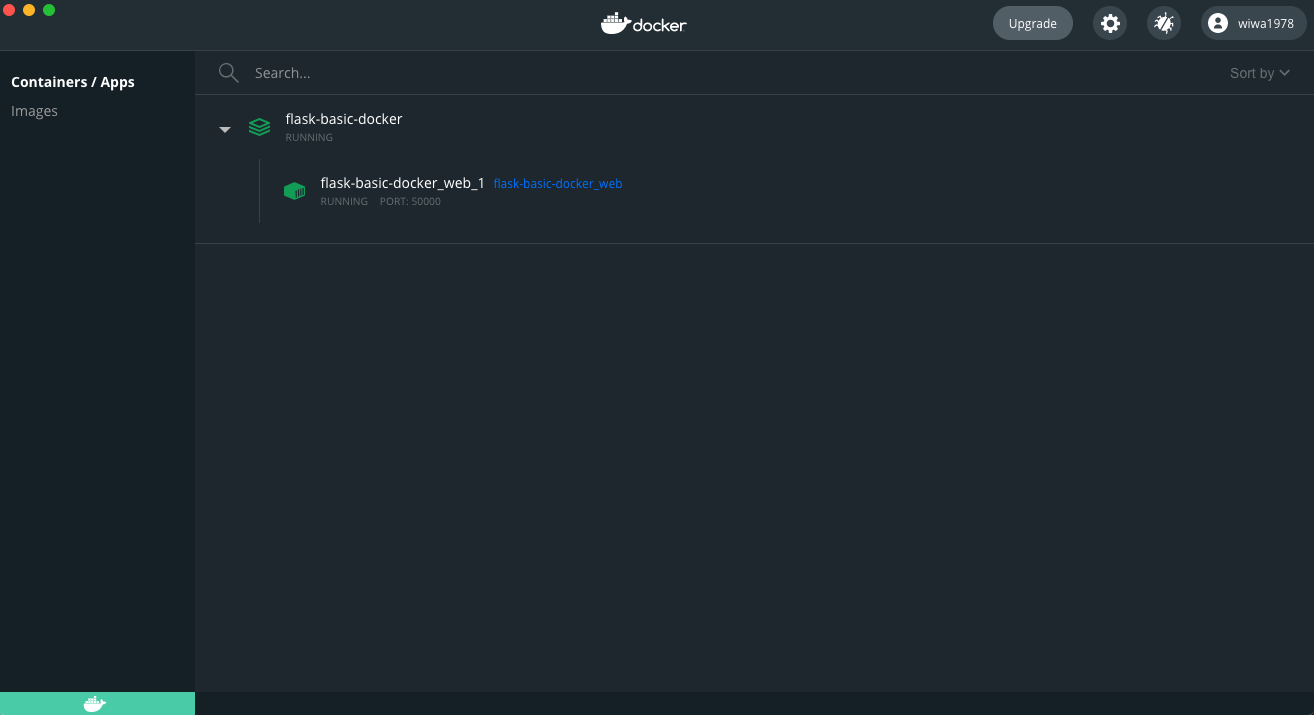 docker
Upgrade
wiwa1978
Containers / Apps
Images
Search...
Sort by
flask-basic-docker
RUNNING
flask-basic-docker_web_1 flask-basic-docker_web
RUNNING PORT: 50000